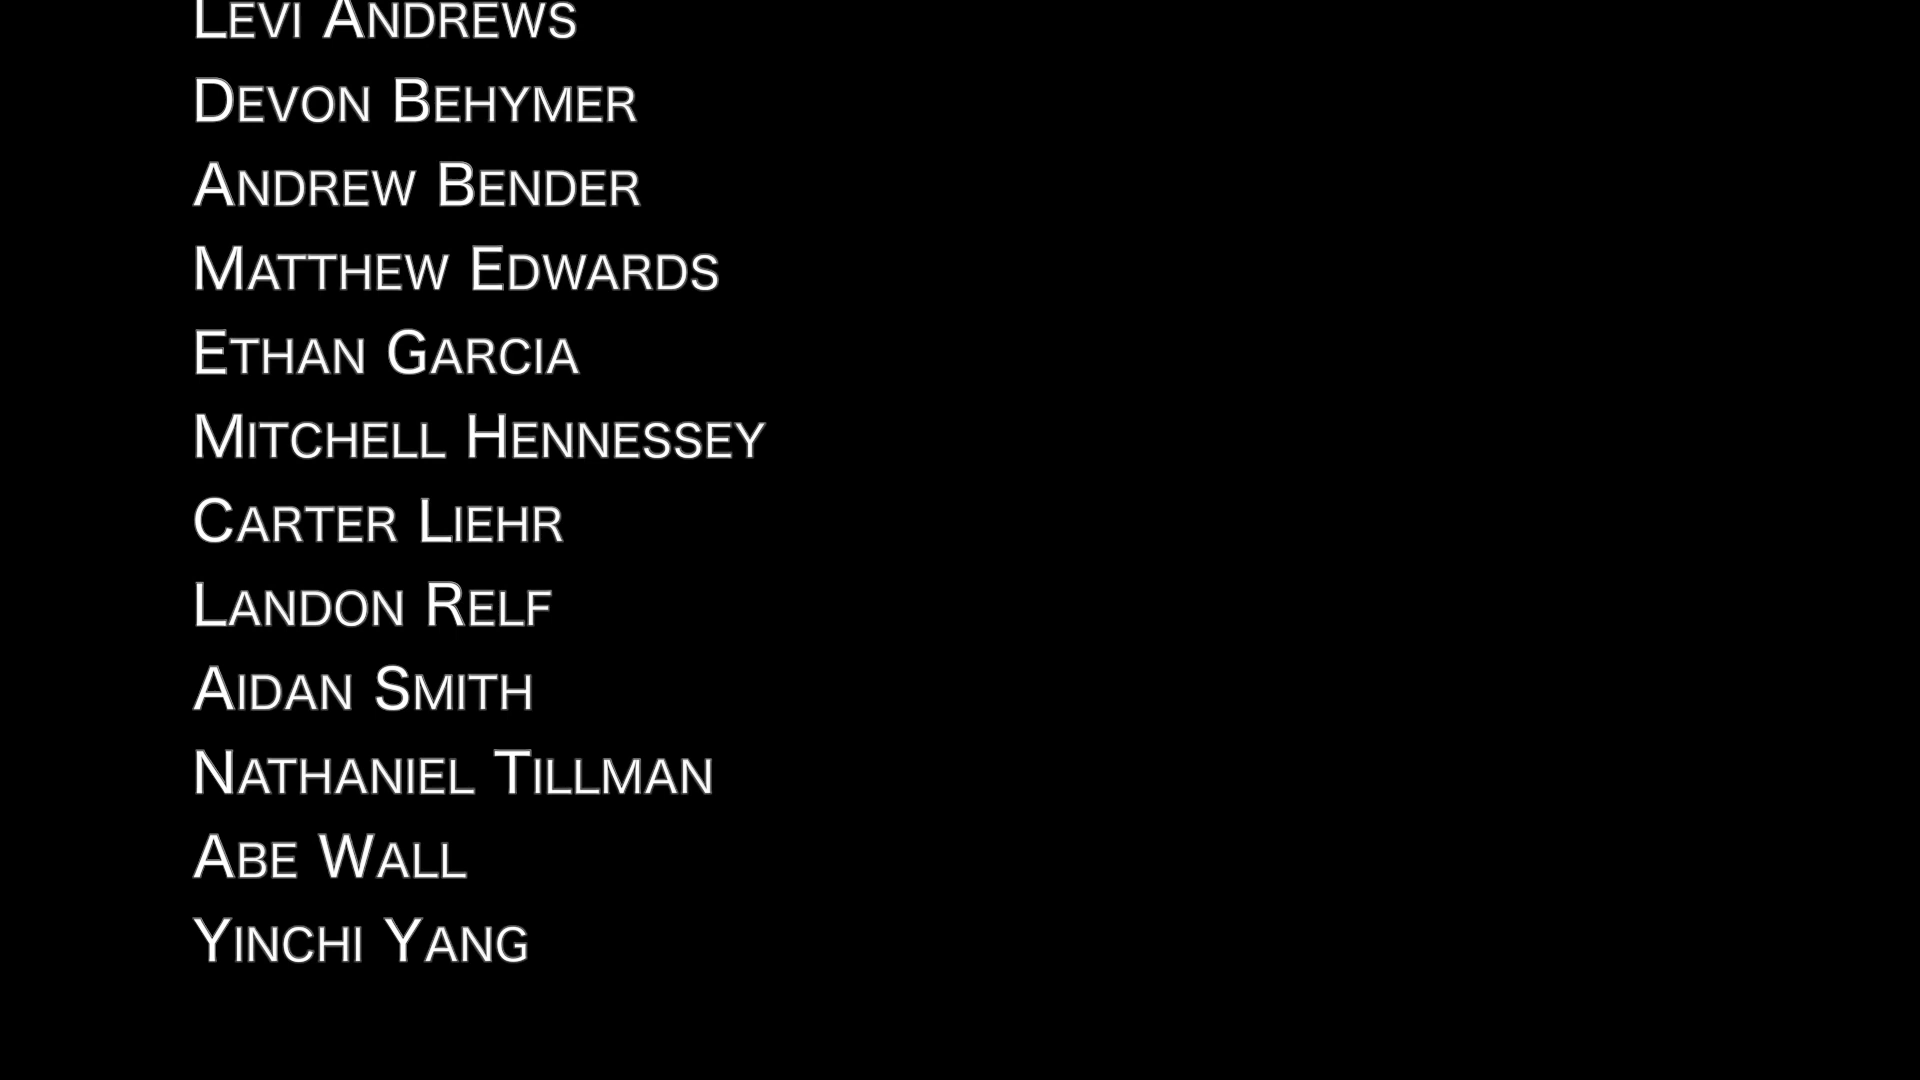 Levi Andrews
Devon Behymer
Andrew Bender
Matthew Edwards
Ethan Garcia
Mitchell Hennessey
Carter Liehr
Landon Relf
Aidan Smith
Nathaniel Tillman
Abe Wall
Yinchi Yang